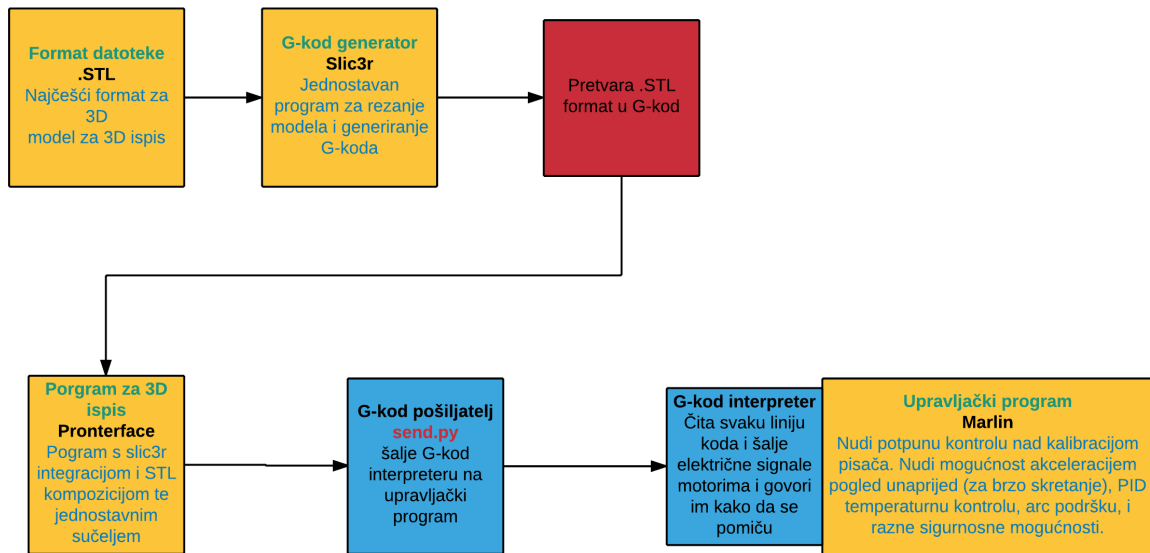 Format datoteke
.STL
Najčešći format za
3D
model za 3D ispis
G-kod generator
Slic3r
Jednostavan
program za rezanje
modela i generiranje
G-koda
Pretvara .STL
format u G-kod
Porgram za 3D
ispis
Pronterface
Pogram s slic3r
integracijom i STL
kompozicijom te
jednostavnim
sučeljem
G-kod pošiljatelj
send.py
šalje G-kod
interpreteru na
upravljački
program
G-kod interpreter
Čita svaku liniju
koda i šalje
električne signale
motorima i govori
im kako da se
pomiču
Upravljački program
Marlin
Nudi potpunu kontrolu nad kalibracijom
pisača. Nudi mogućnost akceleracijem
pogled unaprijed (za brzo skretanje), PID
temperaturnu kontrolu, arc podršku, i
razne sigurnosne mogućnosti.